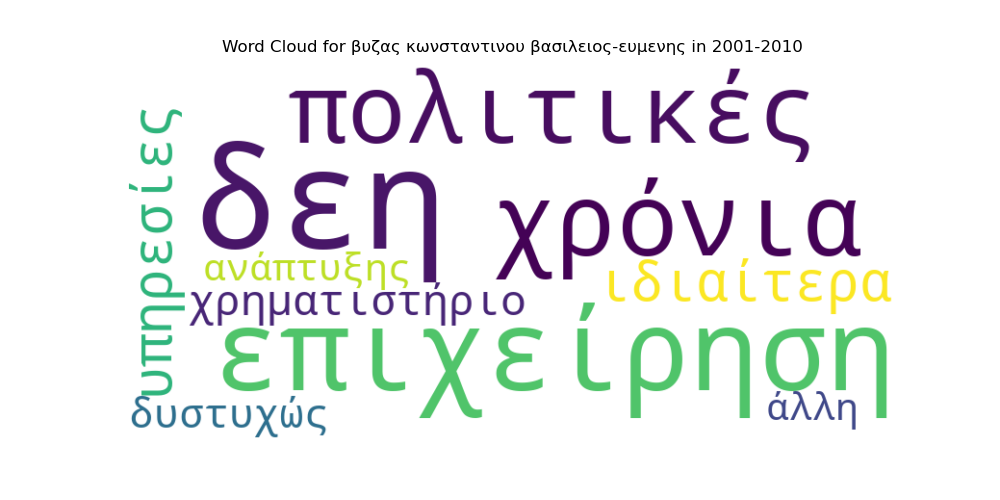 Word Cloud for βυζας κωνσταντινου βασιλειος-ευμενης in 2001-2010
πολιτικές
υπηρεσίες
δεη
χρόνια
ανάπτυξης
ιδιαίτερα
χρηματιστήριο
επιχείρηση
δυστυχώς
άλλη